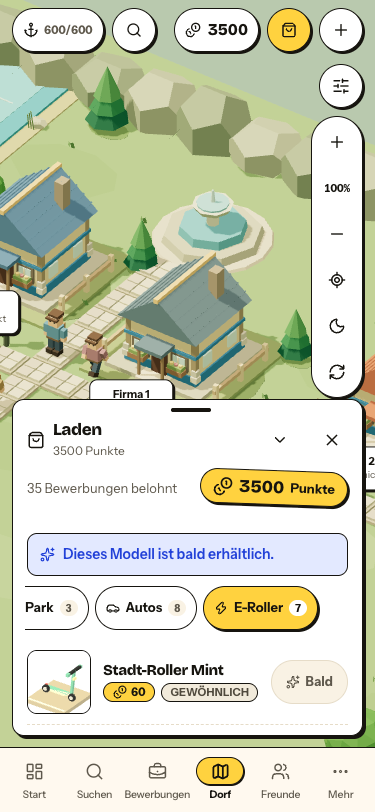 600/600
3500
100%
Firma 1
Laden
3500 Punkte
35 Bewerbungen belohnt
3500 Punkte
Dieses Modell ist bald erhältlich.
Park 3
Autos 8
E-Roller 7
Stadt-Roller Mint
60 GEWÖHNLICH
Bald
Start
Suchen
Bewerbungen
Dorf
Freunde
Mehr